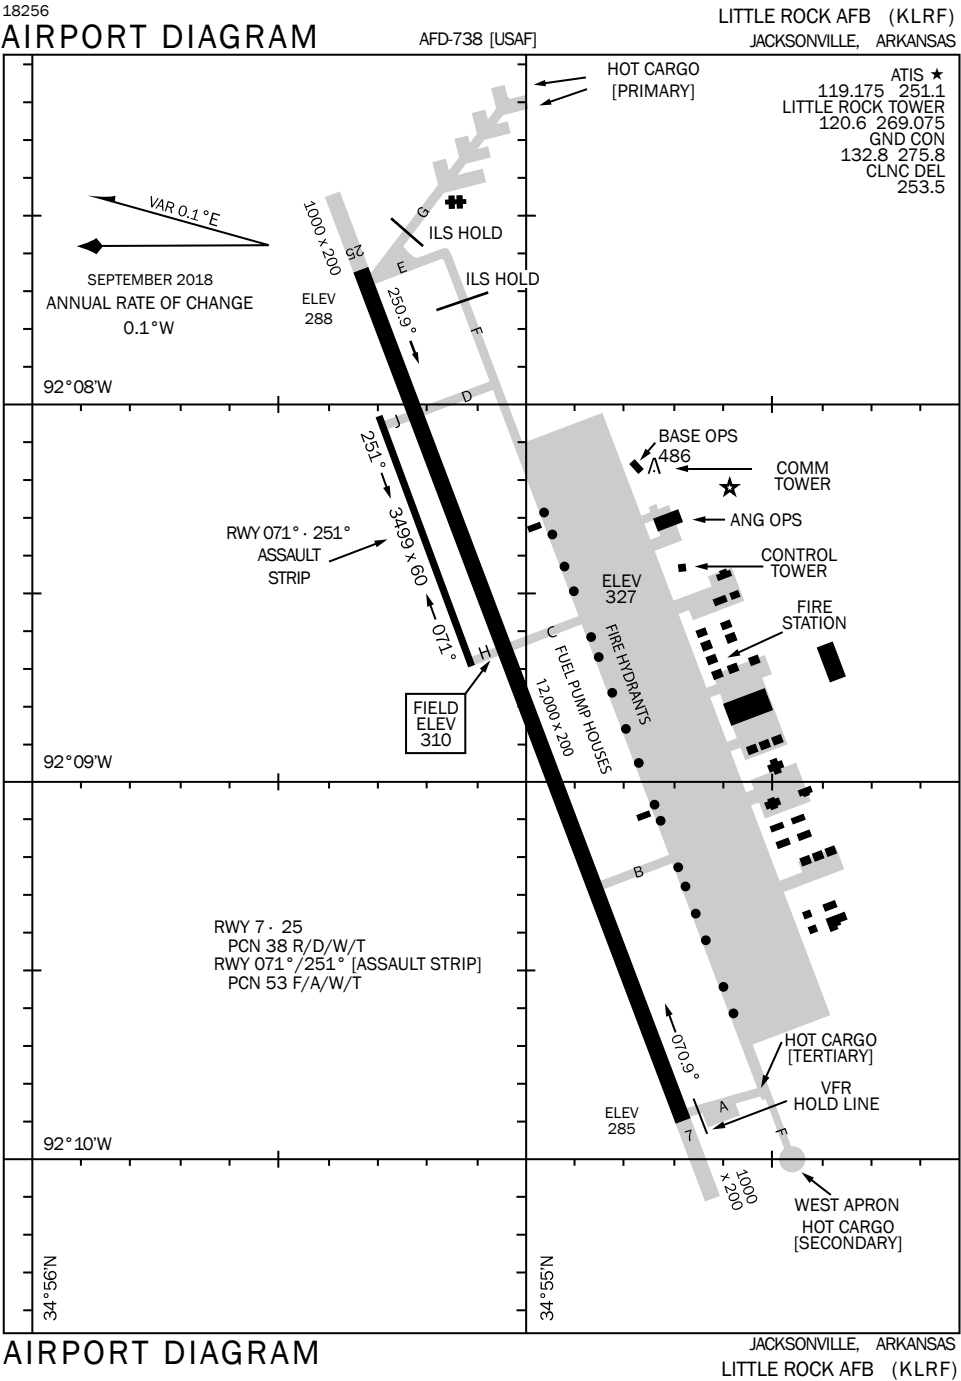 18256
AIRPORT DIAGRAM
AFD-738 [USAF]
LITTLE ROCK AFB (KLRF)
JACKSONVILLE, ARKANSAS
HOT CARGO
[PRIMARY]
ATIS ★
119.175 251.1
LITTLE ROCK TOWER
120.6 269.075
GND CON
132.8 275.8
CLNC DEL
253.5
VAR 0.1°E
SEPTEMBER 2018
ANNUAL RATE OF CHANGE
0.1°W
1000 x 200
25
G
ILS HOLD
E
ILS HOLD
ELEV
288
250.9°
F
92°08'W
D
J
251°
3499 x 60
071°
RWY 071° · 251°
ASSAULT
STRIP
BASE OPS
486
COMM
TOWER
ANG OPS
CONTROL
TOWER
ELEV
327
FIRE
STATION
C
H
FIRE HYDRANTS
FUEL PUMP HOUSES
12,000 x 200
FIELD
ELEV
310
92°09'W
B
RWY 7 · 25
PCN 38 R/D/W/T
RWY 071°/251° [ASSAULT STRIP]
PCN 53 F/A/W/T
070.9°
HOT CARGO
[TERTIARY]
VFR
HOLD LINE
A
ELEV
285
7
F
92°10'W
1000
x 200
WEST APRON
HOT CARGO
[SECONDARY]
34°56'N
34°55'N
AIRPORT DIAGRAM
JACKSONVILLE, ARKANSAS
LITTLE ROCK AFB (KLRF)